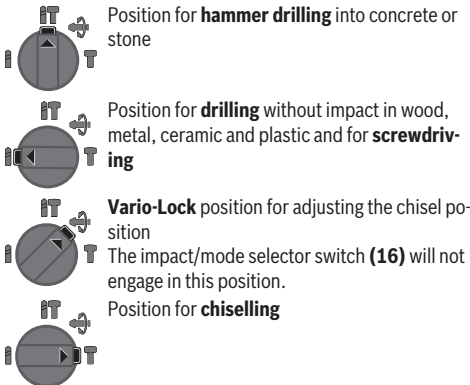 Position for hammer drilling into concrete or
stone
Position for drilling without impact in wood,
metal, ceramic and plastic and for screwdriv-
ing
Vario-Lock position for adjusting the chisel po-
sition
The impact/mode selector switch (16) will not
engage in this position.
Position for chiselling